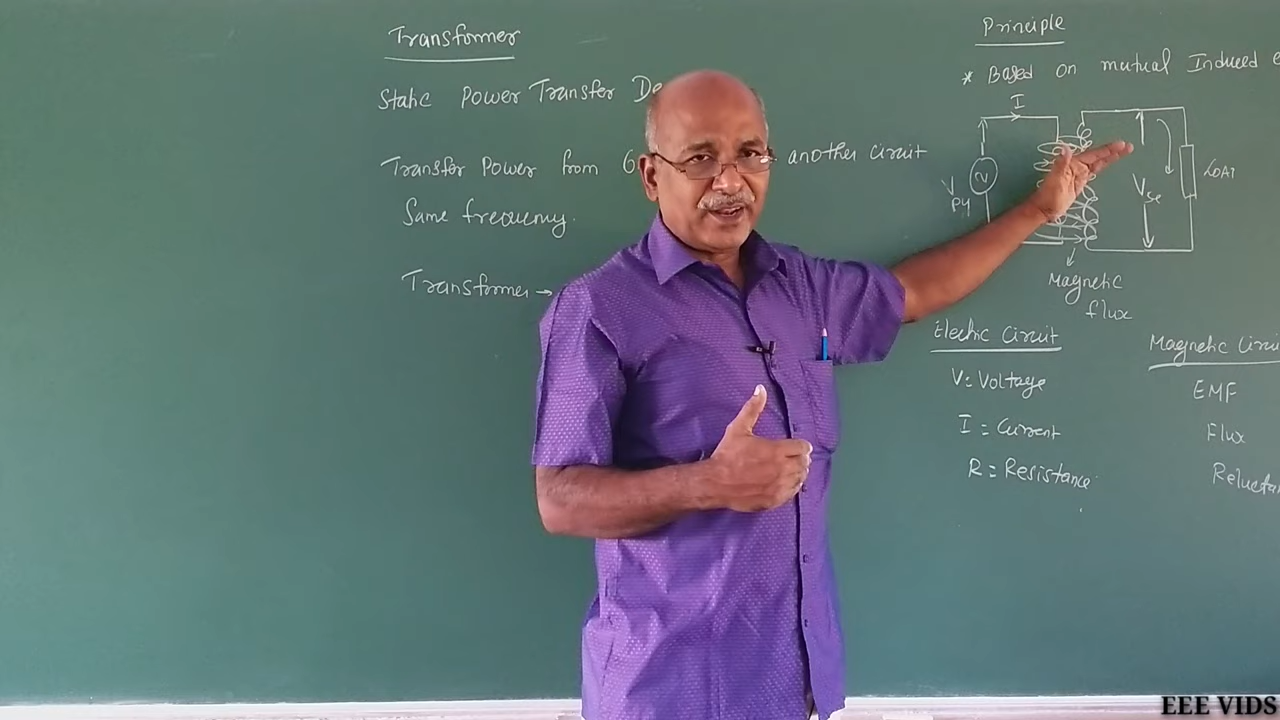 Transformer
Static Power Transfer De
Transfer Power from another Circuit
Same frequency.
Transformer →
Principle
* Based on mutual Induced e
I
V
PY
Vse
LOAD
Magnetic
flux
Electric Circuit
V = Voltage
I = Current
R = Resistance
Magnetic Circui
EMF
Flux
Reluctan
EEE VIDS